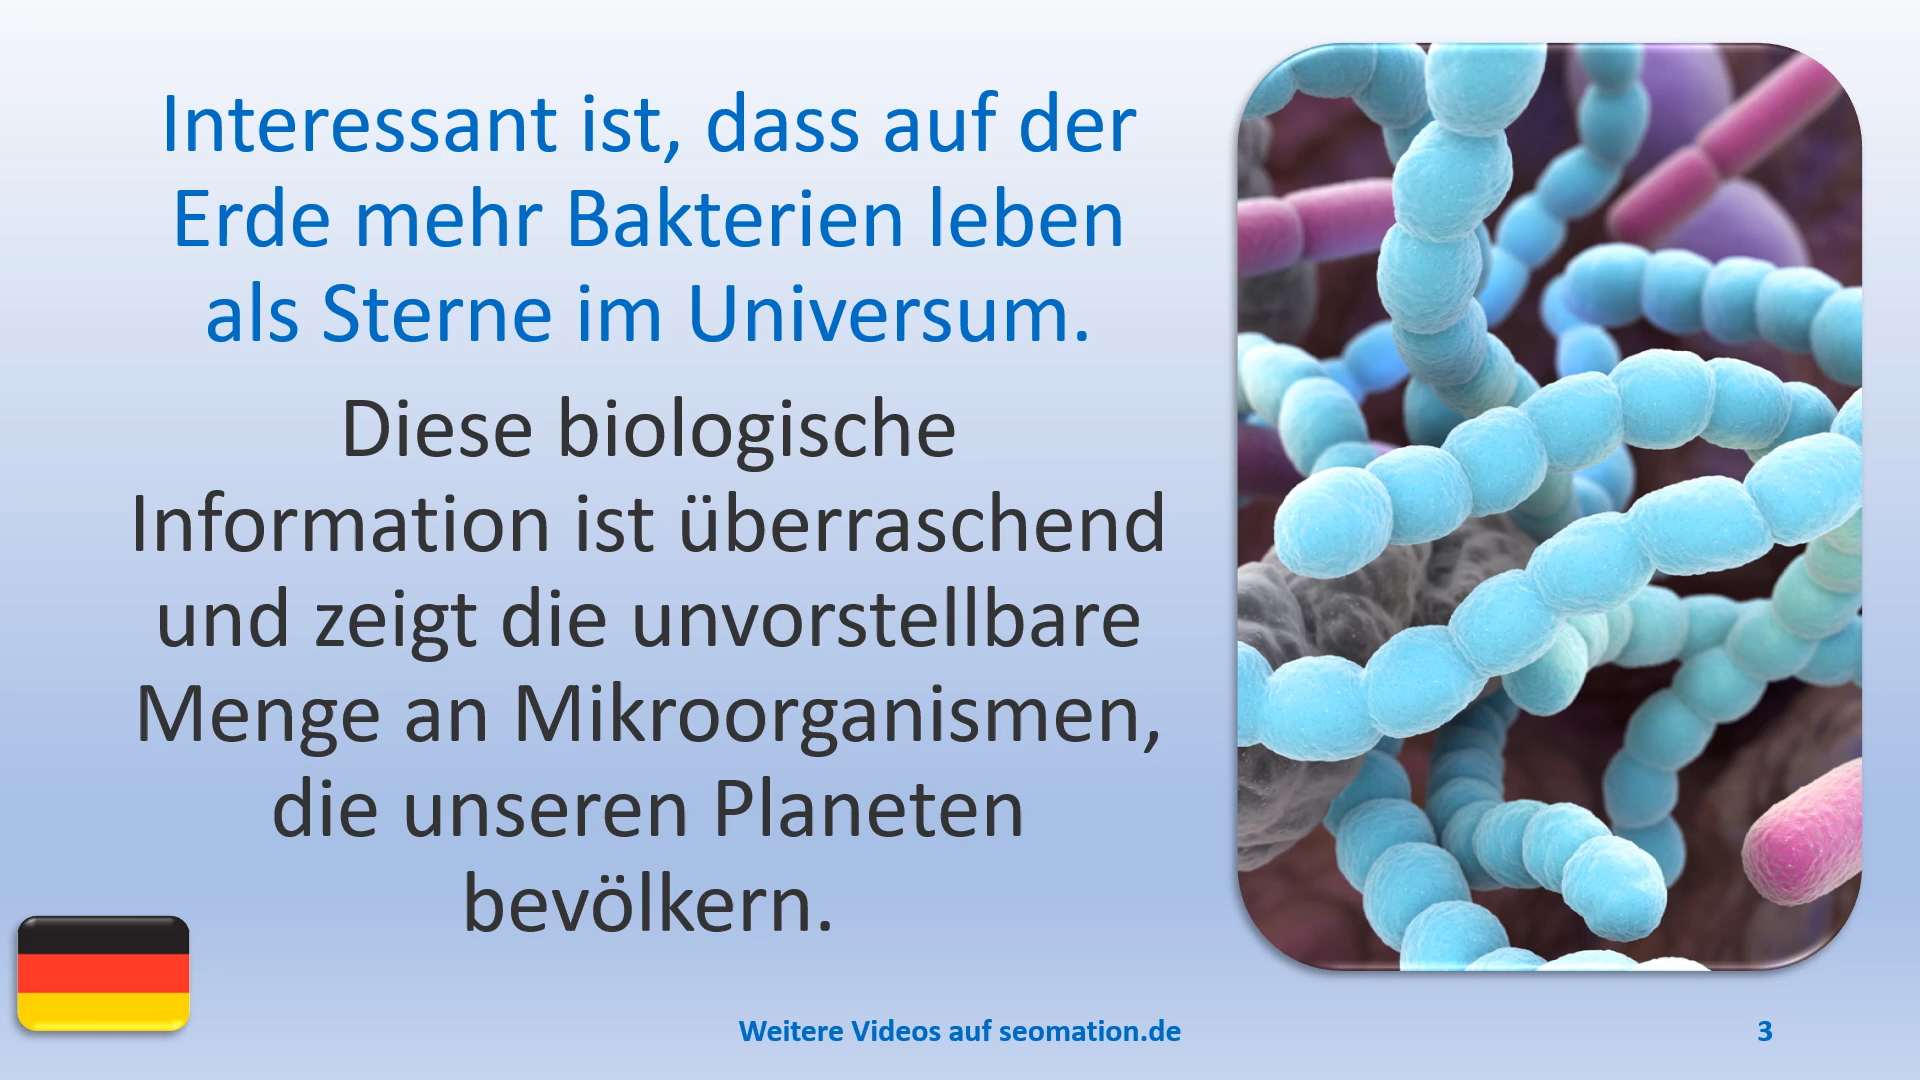 Interessant ist, dass auf der
Erde mehr Bakterien leben
als Sterne im Universum.
Diese biologische
Information ist überraschend
und zeigt die unvorstellbare
Menge an Mikroorganismen,
die unseren Planeten
bevölkern.
Weitere Videos auf seomation.de
3